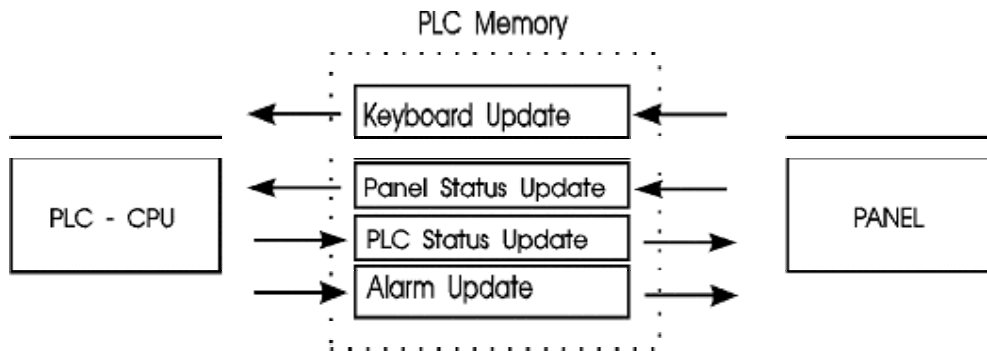 PLC Memory
Keyboard Update
Panel Status Update
PLC - CPU
PANEL
PLC Status Update
Alarm Update